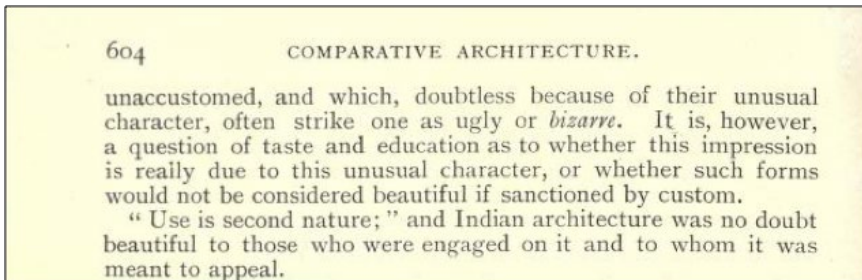 604 COMPARATIVE ARCHITECTURE.
unaccustomed, and which, doubtless because of their unusual
character, often strike one as ugly or bizarre. It is, however,
a question of taste and education as to whether this impression
is really due to this unusual character, or whether such forms
would not be considered beautiful if sanctioned by custom.
“ Use is second nature; ” and Indian architecture was no doubt
beautiful to those who were engaged on it and to whom it was
meant to appeal.